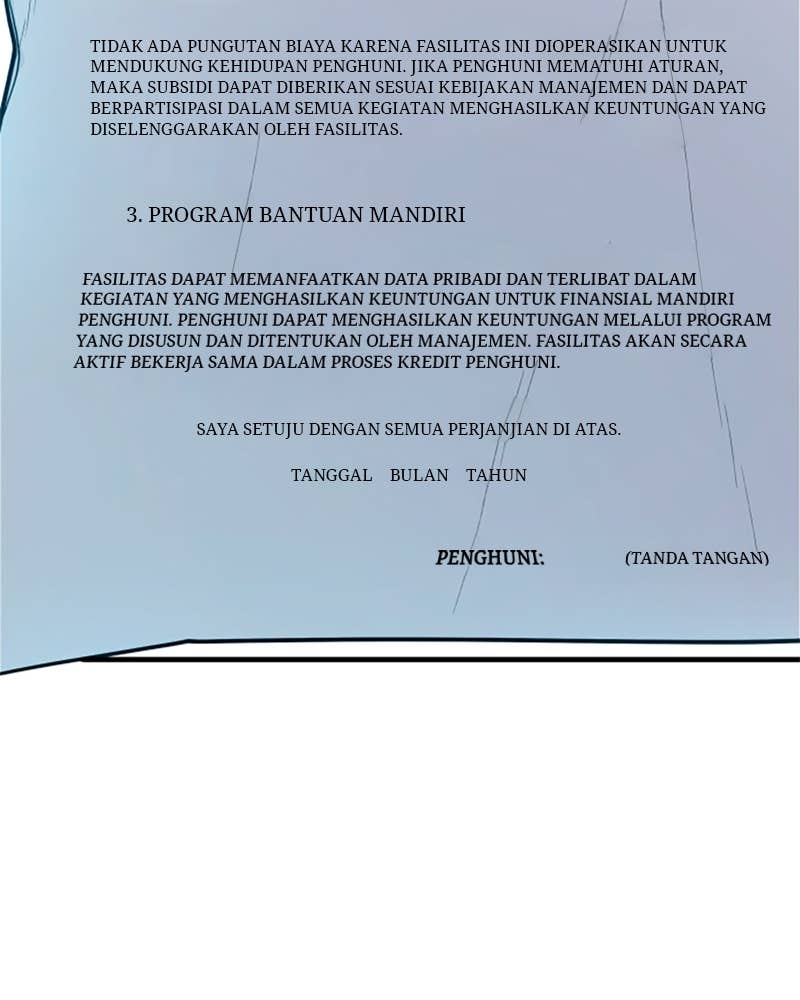 TIDAK ADA PUNGUTAN BIAYA KARENA FASILITAS INI DIOPERASIKAN UNTUK
MENDUKUNG KEHIDUPAN PENGHUNI. JIKA PENGHUNI MEMATUHI ATURAN,
MAKA SUBSIDI DAPAT DIBERIKAN SESUAI KEBIJAKAN MANAJEMEN DAN DAPAT
BERPARTISIPASI DALAM SEMUA KEGIATAN MENGHASILKAN KEUNTUNGAN YANG
DISELENGGARAKAN OLEH FASILITAS.
3. PROGRAM BANTUAN MANDIRI
FASILITAS DAPAT MEMANFAATKAN DATA PRIBADI DAN TERLIBAT DALAM
KEGIATAN YANG MENGHASILKAN KEUNTUNGAN UNTUK FINANSIAL MANDIRI
PENGHUNI. PENGHUNI DAPAT MENGHASILKAN KEUNTUNGAN MELALUI PROGRAM
YANG DISUSUN DAN DITENTUKAN OLEH MANAJEMEN. FASILITAS AKAN SECARA
AKTIF BEKERJA SAMA DALAM PROSES KREDIT PENGHUNI.
SAYA SETUJU DENGAN SEMUA PERJANJIAN DI ATAS.
TANGGAL BULAN TAHUN
PENGHUNI: (TANDA TANGAN)